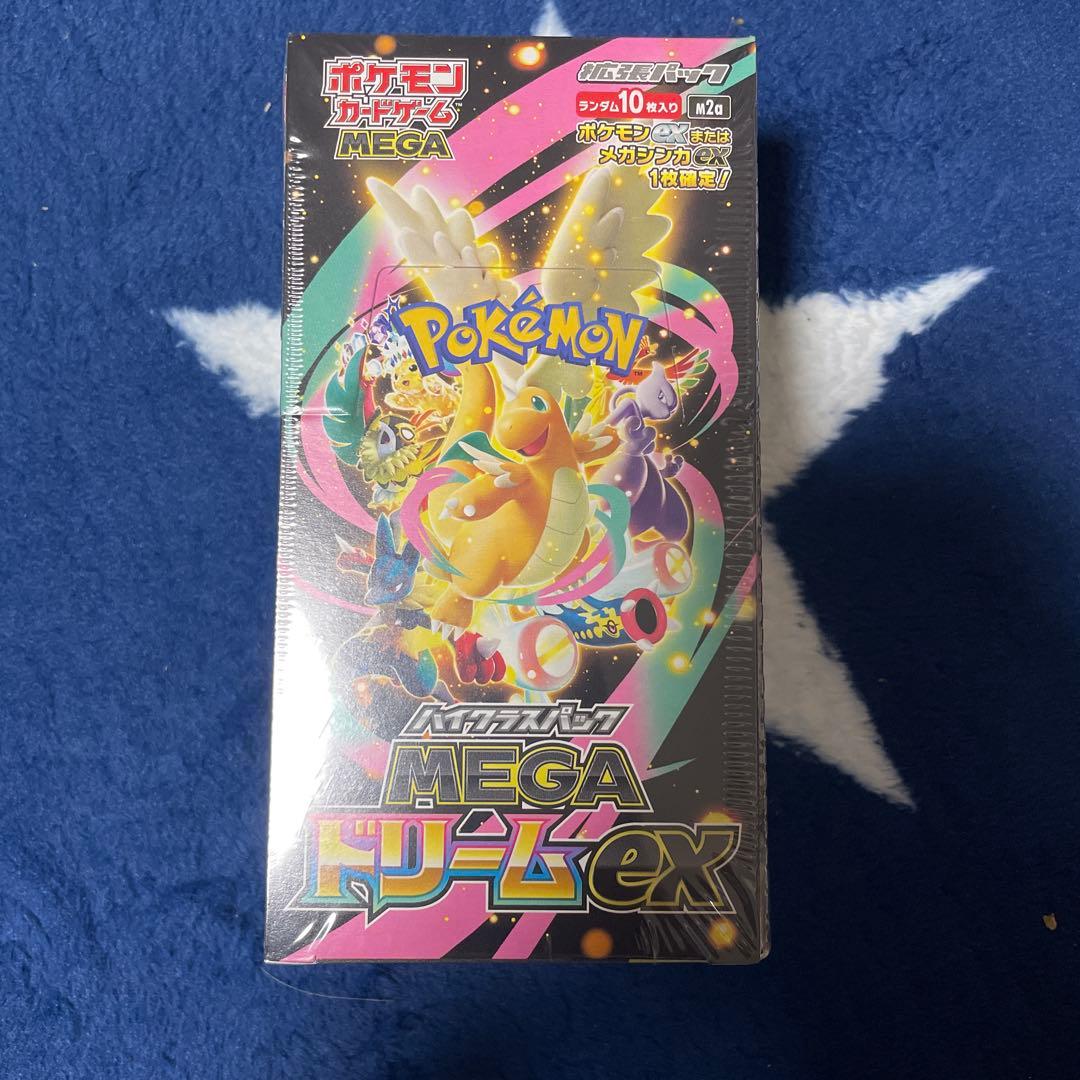 ポケモン
カードゲーム™
MEGA
拡張パック
ランダム10枚入り M2a
ポケモンexまたは
メガシンカex
1枚確定!
POKéMON™
ハイクラスパック
MEGA
ドリームex